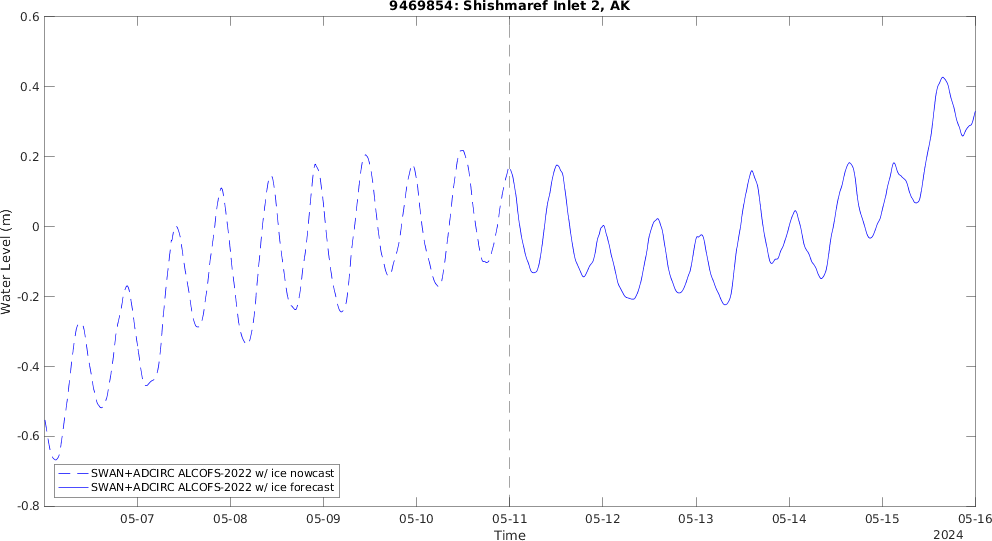 9469854: Shishmaref Inlet 2, AK
0.6
0.4
0.2
0
-0.2
-0.4
-0.6
-0.8
Water Level (m)
SWAN+ADCIRC ALCOFS-2022 w/ ice nowcast
SWAN+ADCIRC ALCOFS-2022 w/ ice forecast
05-07 05-08 05-09 05-10 05-11 05-12 05-13 05-14 05-15 05-16
Time
2024